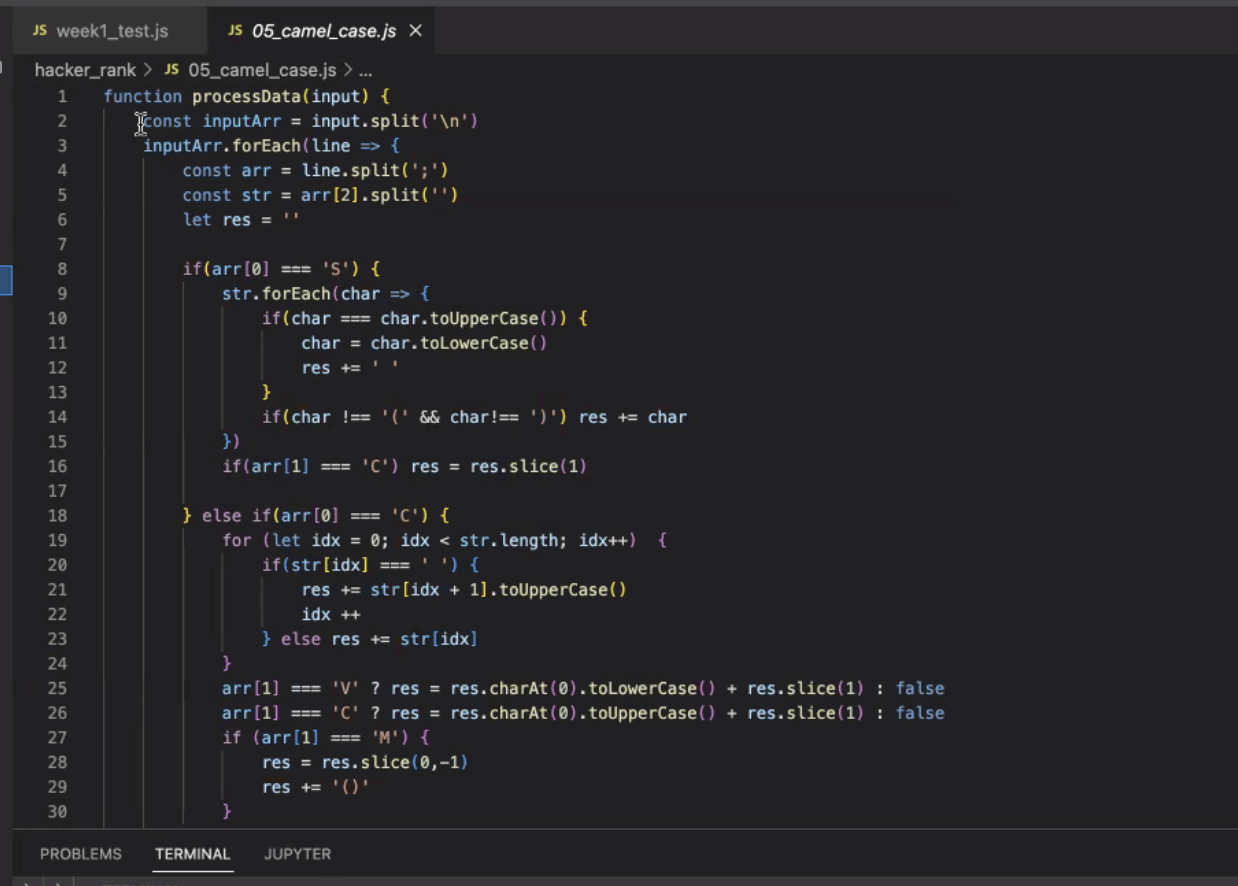 JS week1_test.js JS 05_camel_case.js ×
hacker_rank > JS 05_camel_case.js > ...
1 function processData(input) {
2 const inputArr = input.split('\n')
3 inputArr.forEach(line => {
4 const arr = line.split(';')
5 const str = arr[2].split('')
6 let res = ''
7
8 if(arr[0] === 'S') {
9 str.forEach(char => {
10 if(char === char.toUpperCase()) {
11 char = char.toLowerCase()
12 res += ' '
13 }
14 if(char !== '(' && char!== ')') res += char
15 })
16 if(arr[1] === 'C') res = res.slice(1)
17
18 } else if(arr[0] === 'C') {
19 for (let idx = 0; idx < str.length; idx++)  {
20 if(str[idx] === ' ') {
21 res += str[idx + 1].toUpperCase()
22 idx ++
23 } else res += str[idx]
24 }
25 arr[1] === 'V' ? res = res.charAt(0).toLowerCase() + res.slice(1) : false
26 arr[1] === 'C' ? res = res.charAt(0).toUpperCase() + res.slice(1) : false
27 if (arr[1] === 'M') {
28 res = res.slice(0,-1)
29 res += '()'
30 }
PROBLEMS TERMINAL JUPYTER